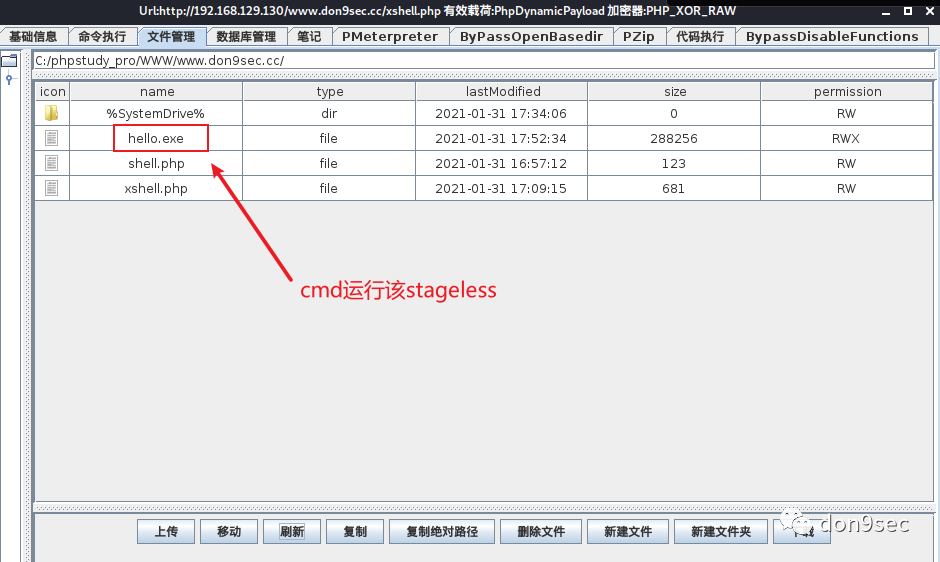 Url:http://192.168.129.130/www.don9sec.cc/xshell.php 有效载荷:PhpDynamicPayload 加密器:PHP_XOR_RAW
基础信息 命令执行 文件管理 数据库管理 笔记 PMeterpreter ByPassOpenBasedir PZip 代码执行 BypassDisableFunctions
C:/phpstudy_pro/WWW/www.don9sec.cc/
icon name type lastModified size permission
%SystemDrive% dir 2021-01-31 17:34:06 0 RW
hello.exe file 2021-01-31 17:52:34 288256 RWX
shell.php file 2021-01-31 16:57:12 123 RW
xshell.php file 2021-01-31 17:09:15 681 RW
cmd运行该stageless
上传 移动 刷新 复制 复制绝对路径 删除文件 新建文件 新建文件夹
don9sec